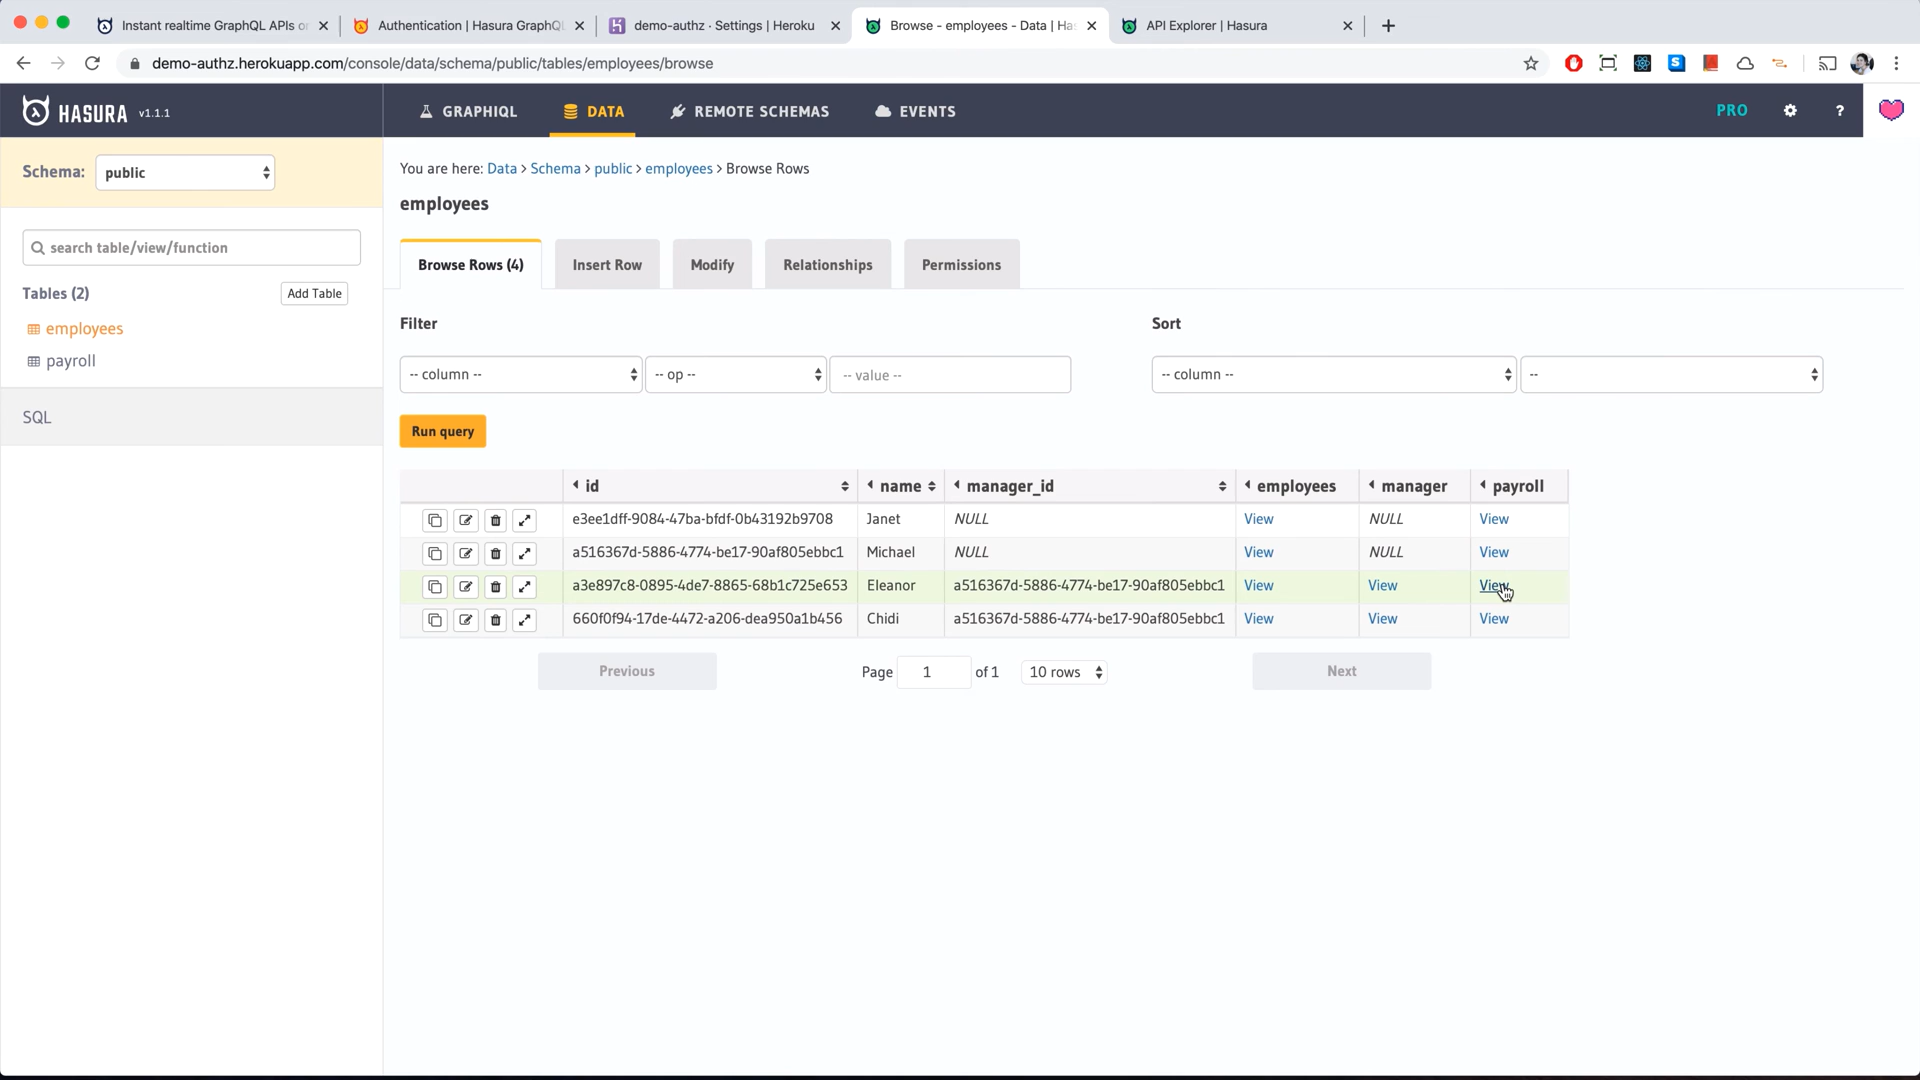 Instant realtime GraphQL APIs or
Authentication | Hasura GraphQL
demo-authz · Settings | Heroku
Browse - employees - Data | Has
API Explorer | Hasura
demo-authz.herokuapp.com/console/data/schema/public/tables/employees/browse
HASURA v1.1.1
GRAPHIQL
DATA
REMOTE SCHEMAS
EVENTS
PRO
?
Schema: public
search table/view/function
Tables (2)
Add Table
employees
payroll
SQL
You are here: Data > Schema > public > employees > Browse Rows
employees
Browse Rows (4)
Insert Row
Modify
Relationships
Permissions
Filter
Sort
-- column --
-- op --
-- value --
-- column --
--
Run query
id name manager_id employees manager payroll
e3ee1dff-9084-47ba-bfdf-0b43192b9708 Janet NULL View NULL View
a516367d-5886-4774-be17-90af805ebbc1 Michael NULL View NULL View
a3e897c8-0895-4de7-8865-68b1c725e653 Eleanor a516367d-5886-4774-be17-90af805ebbc1 View View View
660f0f94-17de-4472-a206-dea950a1b456 Chidi a516367d-5886-4774-be17-90af805ebbc1 View View View
Previous
Page 1 of 1
10 rows
Next